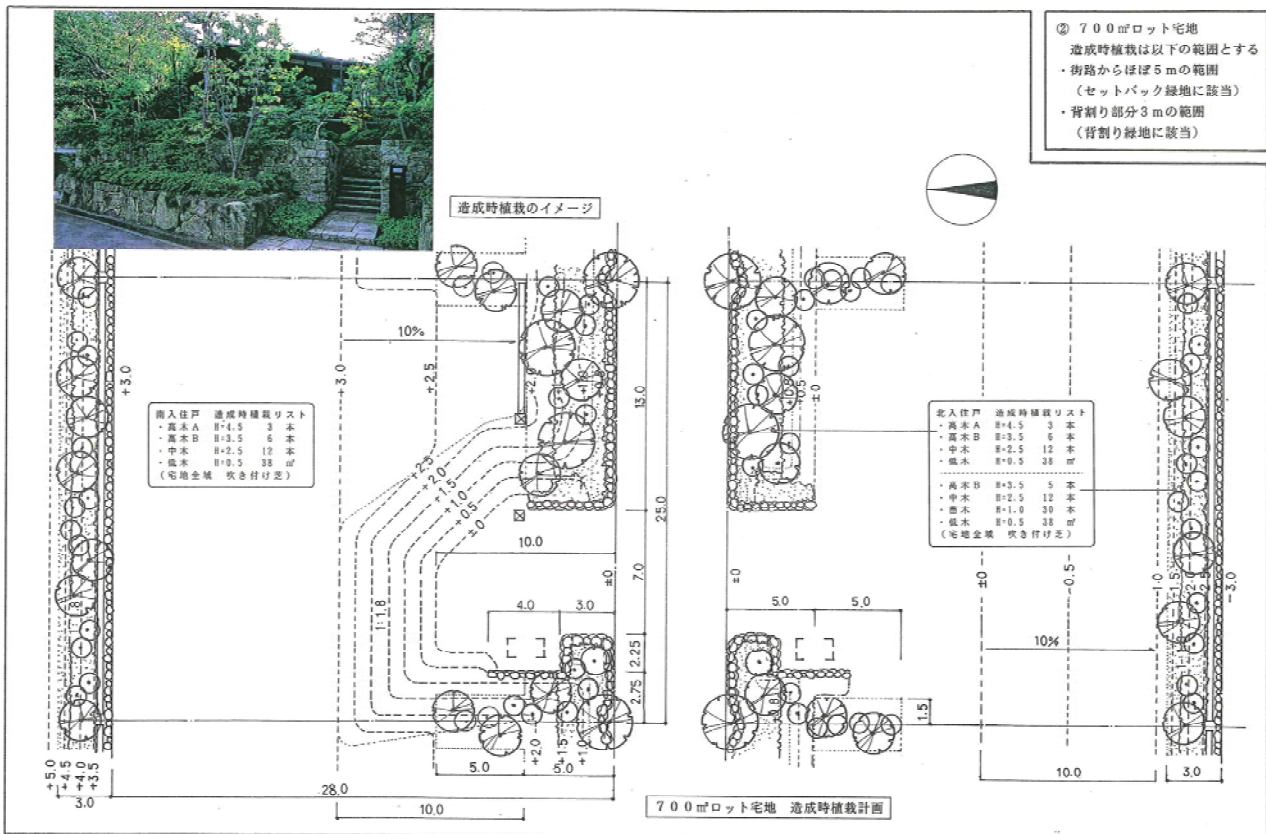 ② 700㎡ロット宅地
造成時植栽は以下の範囲とする
・街路からほぼ5mの範囲
(セットバック緑地に該当)
・背割り部分3mの範囲
(背割り緑地に該当)
造成時植栽のイメージ
南入住戸 造成時植栽リスト
・高木A H=4.5 3 本
・高木B H=3.5 6 本
・中木 H=2.5 12 本
・低木 H=0.5 38 ㎡
(宅地全域 吹き付け芝)
北入住戸 造成時植栽リスト
・高木A H=4.5 3 本
・高木B H=3.5 6 本
・中木 H=2.5 12 本
・低木 H=0.5 38 ㎡
・高木B H=3.5 5 本
・中木 H=2.5 12 本
H=1.0 30 本
・低木 H=0.5 38 ㎡
(宅地全域 吹き付け芝)
+3.0
10%
+3.0
+2.5
+2.0
13.0
25.0
7.0
2.25
2.75
+2.5
+2.0
+1.5
+1.0
+0.5
±0
10.0
±0
1:1.8
4.0
3.0
+2.0
+1.5
+1.0
5.0
5.0
+5.0
+4.5
+4.0
+3.5
3.0
28.0
10.0
+0.5
±0
±0
5.0
5.0
1.5
±0
-0.5
-1.0
-1.5
-2.0
-2.5
-3.0
10%
10.0
3.0
700㎡ロット宅地 造成時植栽計画